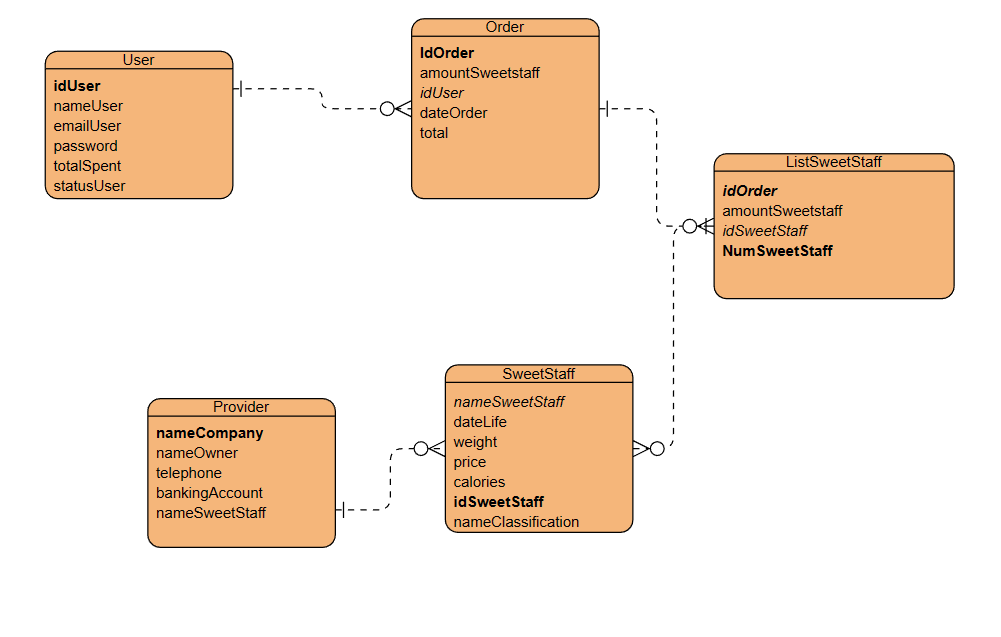 User
idUser
nameUser
emailUser
password
totalSpent
statusUser
Order
IdOrder
amountSweetstaff
idUser
dateOrder
total
ListSweetStaff
idOrder
amountSweetstaff
idSweetStaff
NumSweetStaff
Provider
nameCompany
nameOwner
telephone
bankingAccount
nameSweetStaff
SweetStaff
nameSweetStaff
dateLife
weight
price
calories
idSweetStaff
nameClassification